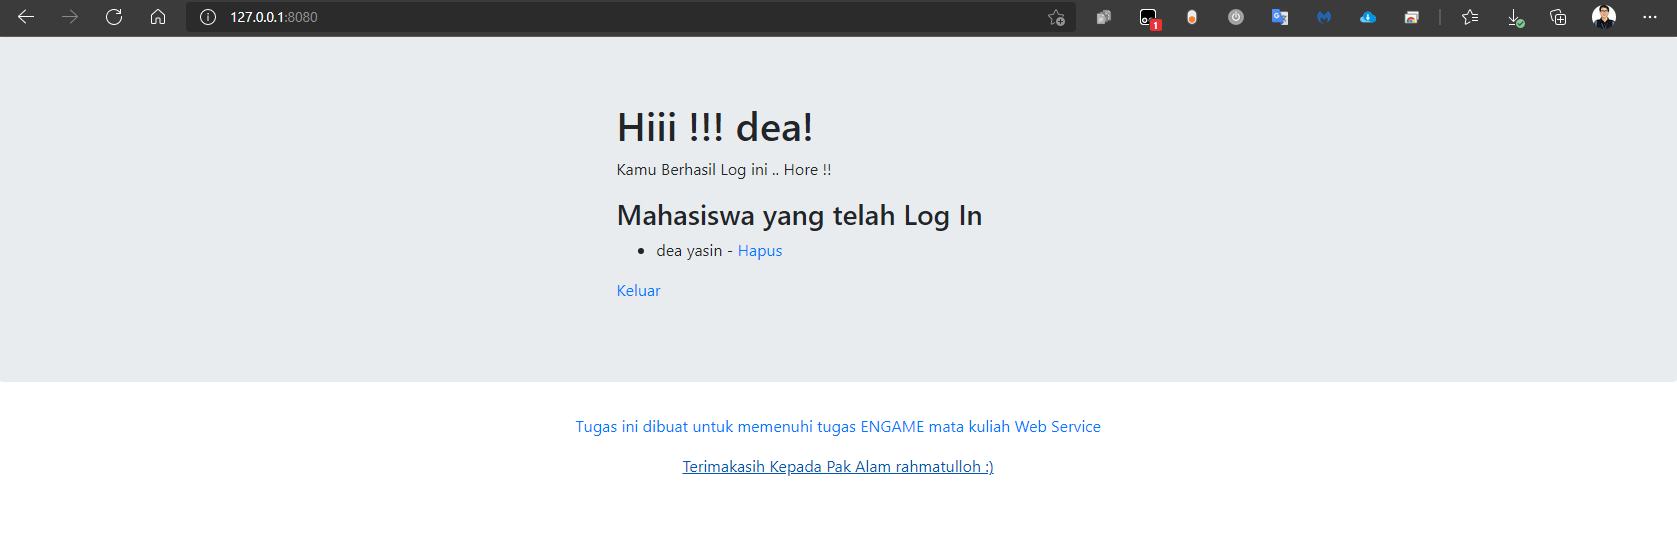 127.0.0.1:8080
1
Hiii !!! dea!
Kamu Berhasil Log ini .. Hore !!
Mahasiswa yang telah Log In
dea yasin - Hapus
Keluar
Tugas ini dibuat untuk memenuhi tugas ENGAME mata kuliah Web Service
Terimakasih Kepada Pak Alam rahmatulloh :)